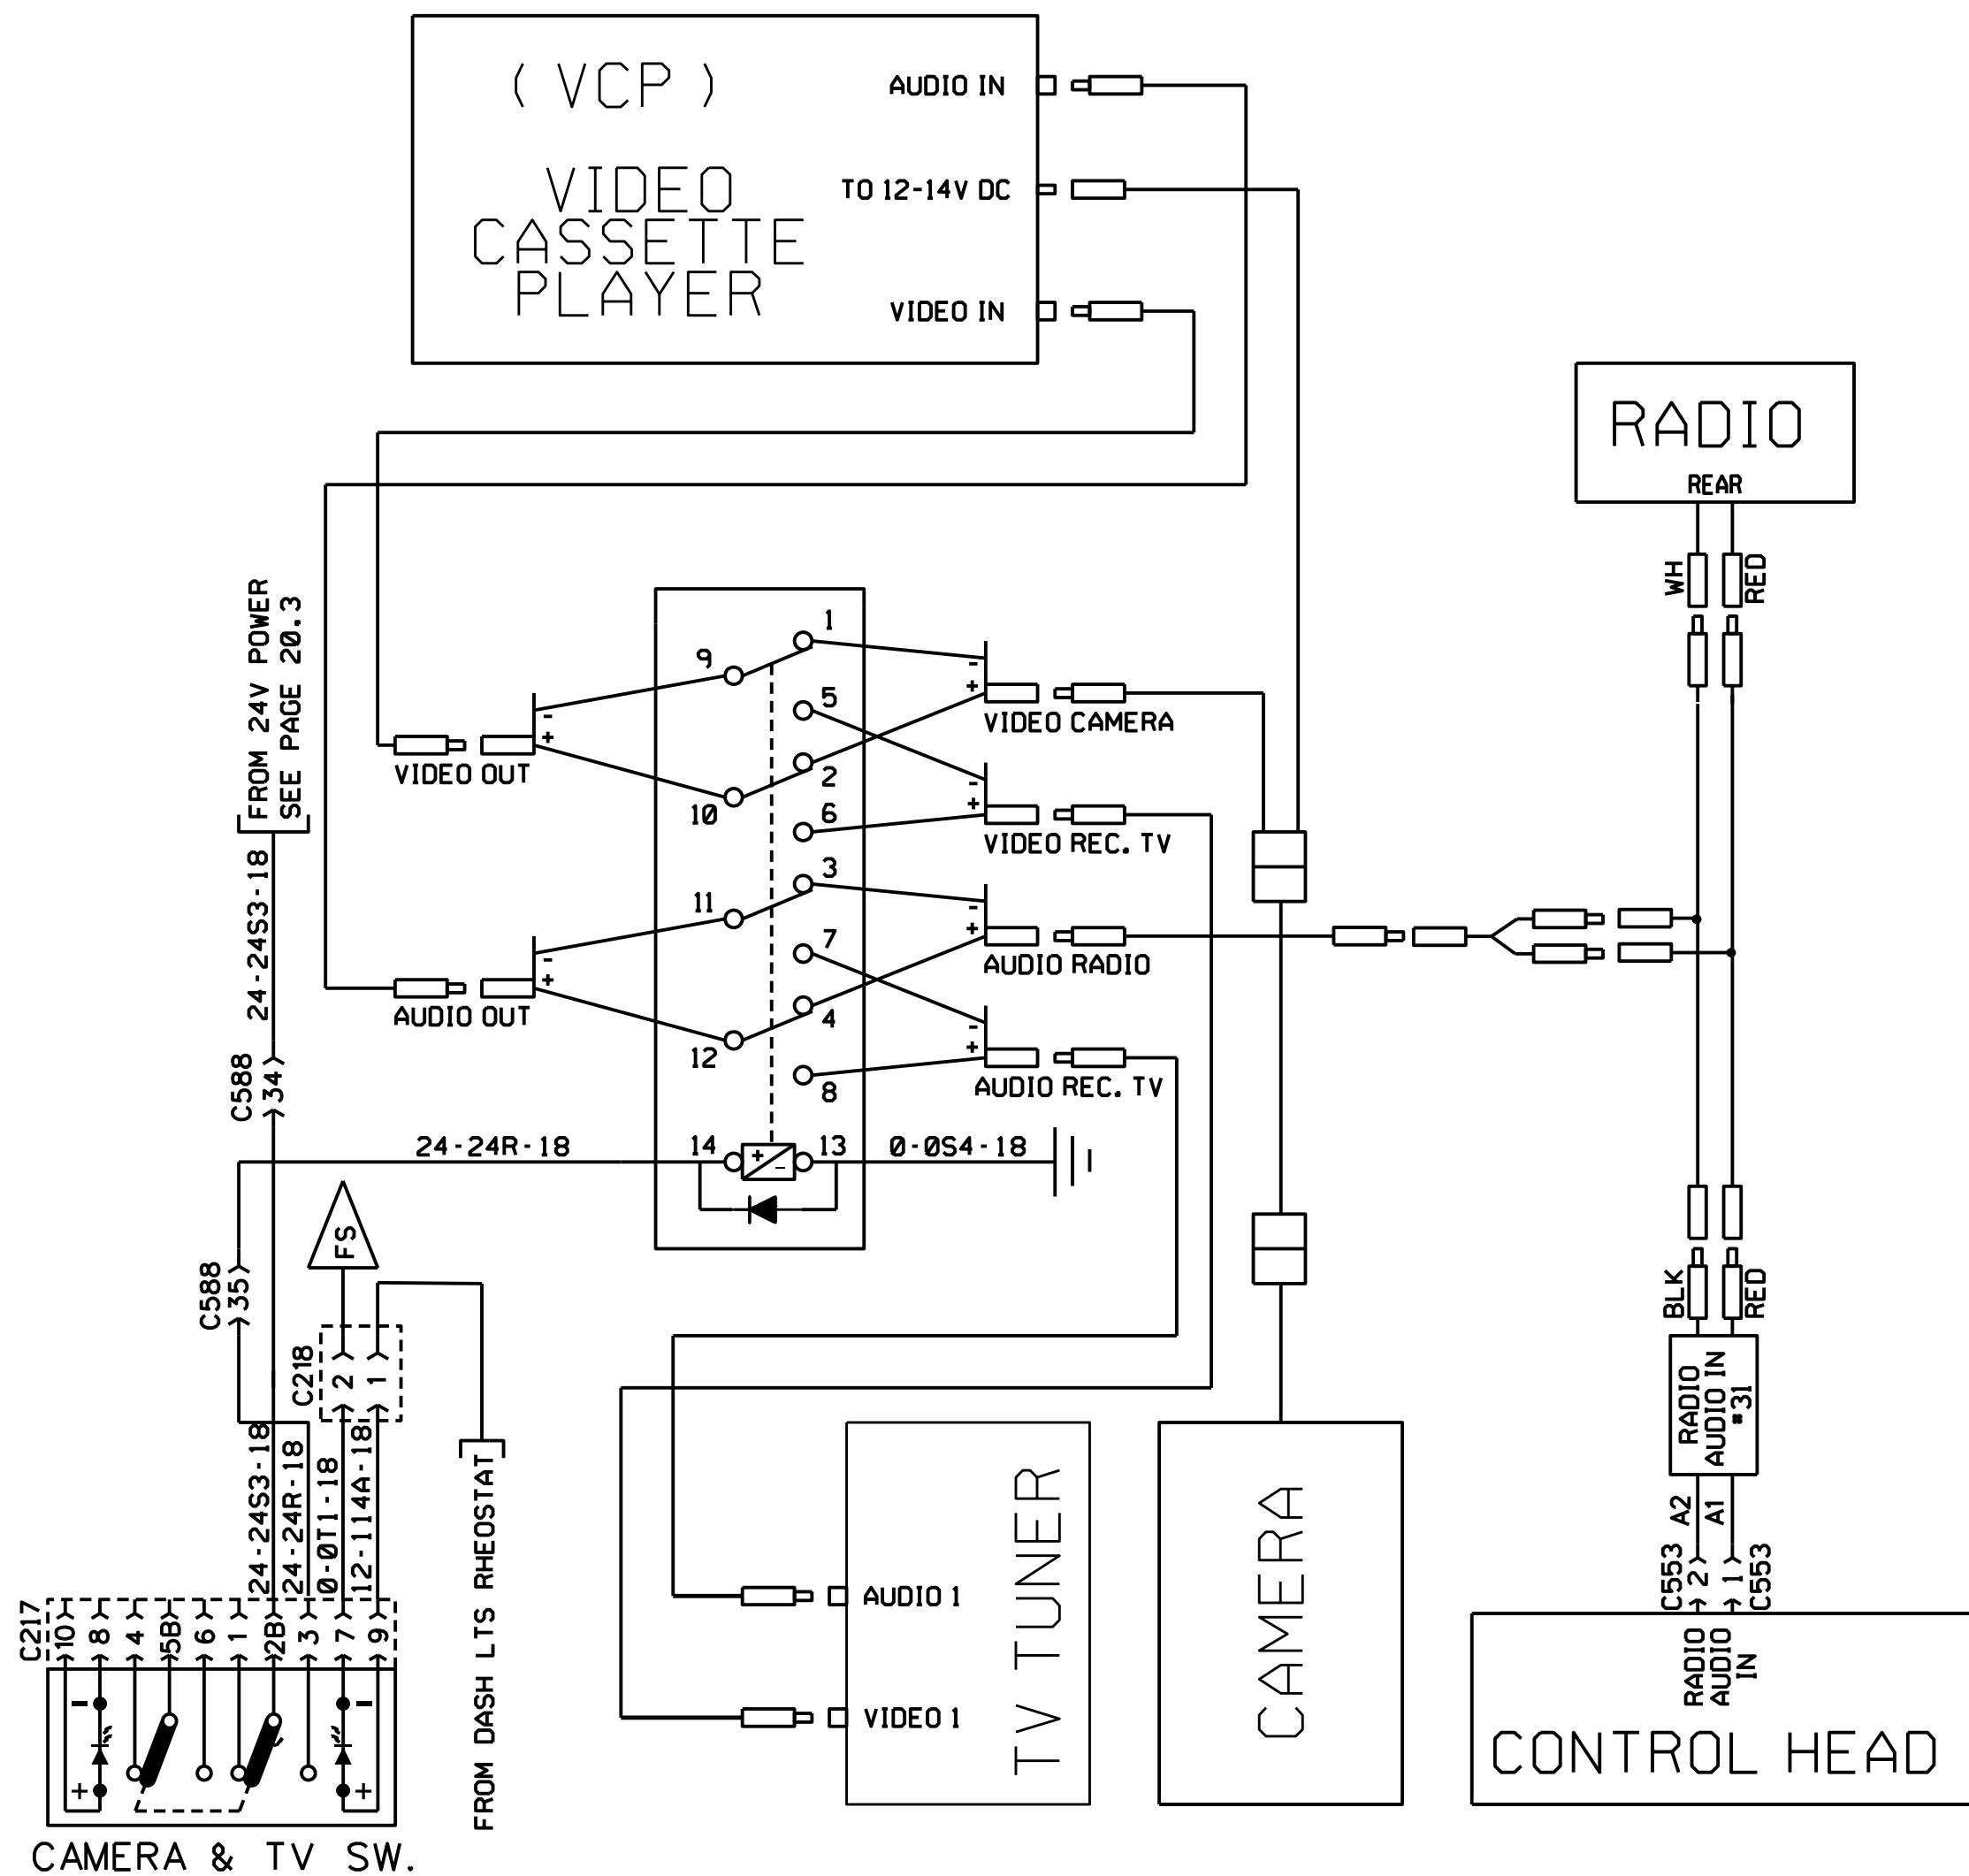 ( VCP )
VIDEO
CASSETTE
PLAYER
AUDIO IN
TO 12-14V DC
VIDEO IN
RADIO
REAR
WH
RED
FROM 24V POWER
SEE PAGE 20.3
24-24S3-18
C588
34
VIDEO OUT
- +
AUDIO OUT
- +
9
10
11
12
1
5
2
6
3
7
4
8
14
13
+ -
- +
VIDEO CAMERA
- +
VIDEO REC. TV
- +
AUDIO RADIO
- +
AUDIO REC. TV
24-24R-18
0-0S4-18
C588
35
FS
C218
2
1
24-24S3-18
24-24R-18
0-0T1-18
12-114A-18
FROM DASH LTS RHEOSTAT
C217
10
8
4
5B
6
1
2B
3
7
9
- -
+ +
CAMERA & TV SW.
AUDIO 1
VIDEO 1
TV TUNER
CAMERA
BLK
RED
RADIO
AUDIO IN
#31
A2
A1
C553
2
1
C553
RADIO
AUDIO
IN
CONTROL HEAD